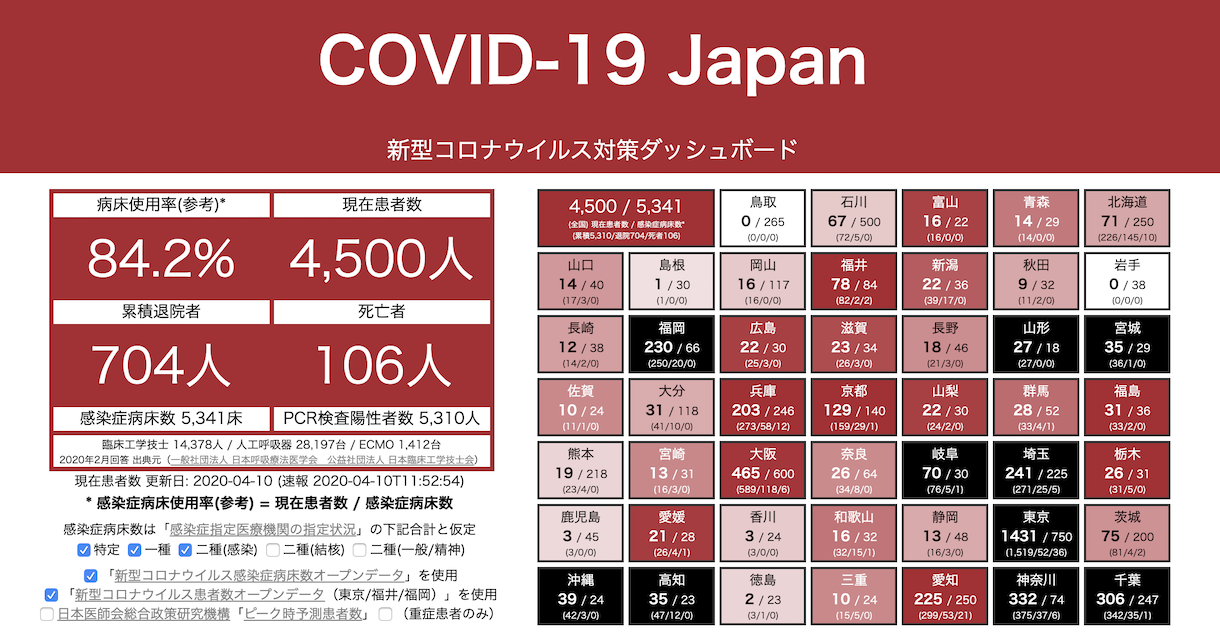 COVID-19 Japan
新型コロナウイルス対策ダッシュボード
病床使用率(参考)* 現在患者数
84.2% 4,500人
累積退院者 死亡者
704人 106人
感染症病床数 5,341床 PCR検査陽性者数 5,310人
臨床工学技士 14,378人 / 人工呼吸器 28,197台 / ECMO 1,412台
2020年2月回答 出典元 (一般社団法人 日本呼吸療法医学会 公益社団法人 日本臨床工学技士会)
現在患者数 更新日: 2020-04-10 (速報 2020-04-10T11:52:54)
* 感染症病床使用率(参考) = 現在患者数 / 感染症病床数
感染症病床数は「感染症指定医療機関の指定状況」の下記合計と仮定
特定 一種 二種(感染) 二種(結核) 二種(一般/精神)
「新型コロナウイルス感染症病床数オープンデータ」を使用
「新型コロナウイルス患者数オープンデータ（東京/福井/福岡）」を使用
日本医師会総合政策研究機構「ピーク時予測患者数」 (重症患者のみ)
4,500 / 5,341
(全国) 現在患者数 / 感染症病床数*
(累積5,310/退院704/死者106)
鳥取 石川 富山 青森 北海道
0 / 265 67 / 500 16 / 22 14 / 29 71 / 250
(0/0/0) (72/5/0) (16/0/0) (14/0/0) (226/145/10)
山口 島根 岡山 福井 新潟 秋田 岩手
14 / 40 1 / 30 16 / 117 78 / 84 22 / 36 9 / 32 0 / 38
(17/3/0) (1/0/0) (16/0/0) (82/2/2) (39/17/0) (11/2/0) (0/0/0)
長崎 福岡 広島 滋賀 長野 山形 宮城
12 / 38 230 / 66 22 / 30 23 / 34 18 / 46 27 / 18 35 / 29
(14/2/0) (250/20/0) (25/3/0) (26/3/0) (21/3/0) (27/0/0) (36/1/0)
佐賀 大分 兵庫 京都 山梨 群馬 福島
10 / 24 31 / 118 203 / 246 129 / 140 22 / 30 28 / 52 31 / 36
(11/1/0) (41/10/0) (273/58/12) (159/29/1) (24/2/0) (33/4/1) (33/2/0)
熊本 宮崎 大阪 奈良 岐阜 埼玉 栃木
19 / 218 13 / 31 465 / 600 26 / 64 70 / 30 241 / 225 26 / 31
(23/4/0) (16/3/0) (589/118/6) (34/8/0) (76/5/1) (271/25/5) (31/5/0)
鹿児島 愛媛 香川 和歌山 静岡 東京 茨城
3 / 45 21 / 28 3 / 24 16 / 32 13 / 48 1431 / 750 75 / 200
(3/0/0) (26/4/1) (3/0/0) (32/15/1) (16/3/0) (1,519/52/36) (81/4/2)
沖縄 高知 徳島 三重 愛知 神奈川 千葉
39 / 24 35 / 23 2 / 23 10 / 24 225 / 250 332 / 74 306 / 247
(42/3/0) (47/12/0) (3/1/0) (15/5/0) (299/53/21) (375/37/6) (342/35/1)